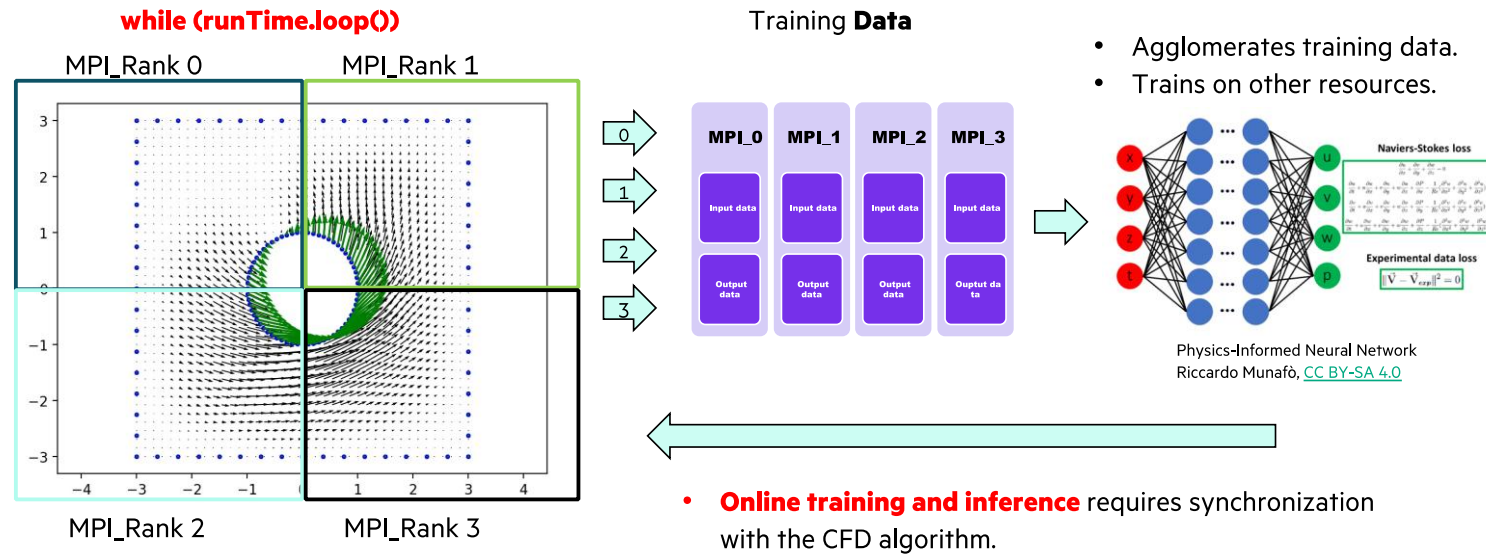 while (runTime.loop())
MPI_Rank 0
MPI_Rank 1
3
2
1
0
−1
−2
−3
−4
−3
−2
−1
1
2
3
4
MPI_Rank 2
MPI_Rank 3
0
1
2
3
Training Data
MPI_0
MPI_1
MPI_2
MPI_3
Input data
Input data
Input data
Input data
Output
data
Output
data
Output
data
Ouptut da
ta
• Agglomerates training data.
• Trains on other resources.
x
y
z
t
u
v
w
p
Naviers-Stokes loss
Experimental data loss
‖V⃗ − V⃗exp‖² = 0
Physics-Informed Neural Network
Riccardo Munafò, CC BY-SA 4.0
• Online training and inference requires synchronization
with the CFD algorithm.